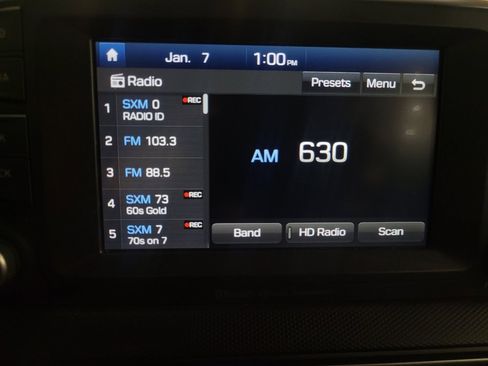 Jan. 7 1:00 PM
Radio Presets Menu
1 SXM 0 REC
RADIO ID
2 FM 103.3
3 FM 88.5
4 SXM 73 REC
60s Gold
5 SXM 7 REC
70s on 7
AM 630
Band HD Radio Scan